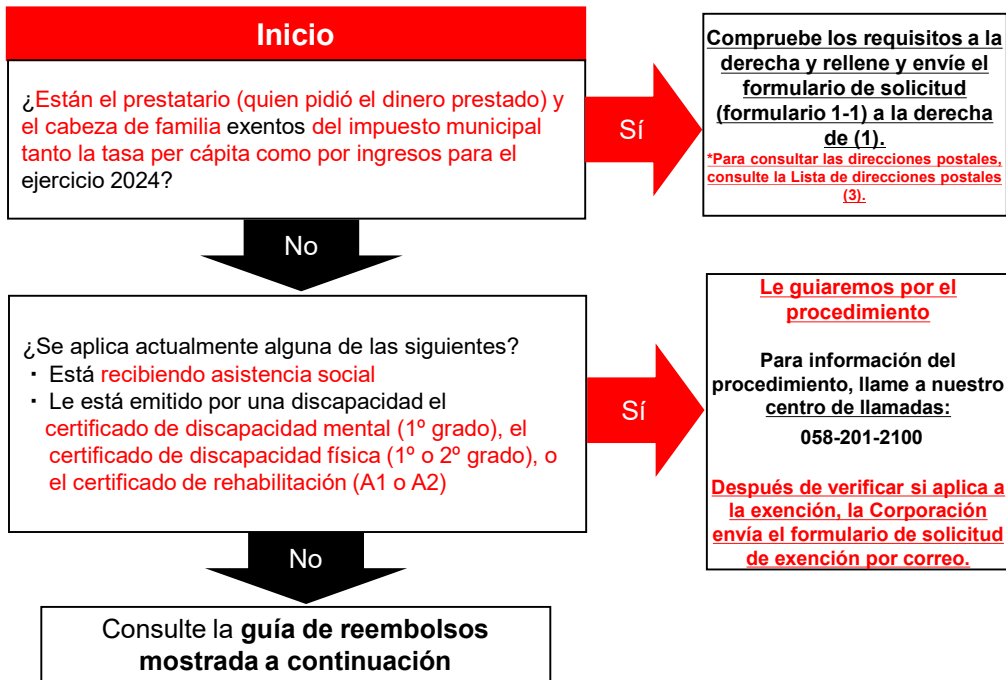 Inicio
¿Están el prestatario (quien pidió el dinero prestado) y
el cabeza de familia exentos del impuesto municipal
tanto la tasa per cápita como por ingresos para el
ejercicio 2024?
Sí
Compruebe los requisitos a la
derecha y rellene y envíe el
formulario de solicitud
(formulario 1-1) a la derecha
de (1).
*Para consultar las direcciones postales,
consulte la Lista de direcciones postales
(3).
No
¿Se aplica actualmente alguna de las siguientes?
・ Está recibiendo asistencia social
・ Le está emitido por una discapacidad el
certificado de discapacidad mental (1º grado), el
certificado de discapacidad física (1º o 2º grado), o
el certificado de rehabilitación (A1 o A2)
Sí
Le guiaremos por el
procedimiento
Para información del
procedimiento, llame a nuestro
centro de llamadas:
058-201-2100
Después de verificar si aplica a
la exención, la Corporación
envía el formulario de solicitud
de exención por correo.
No
Consulte la guía de reembolsos
mostrada a continuación